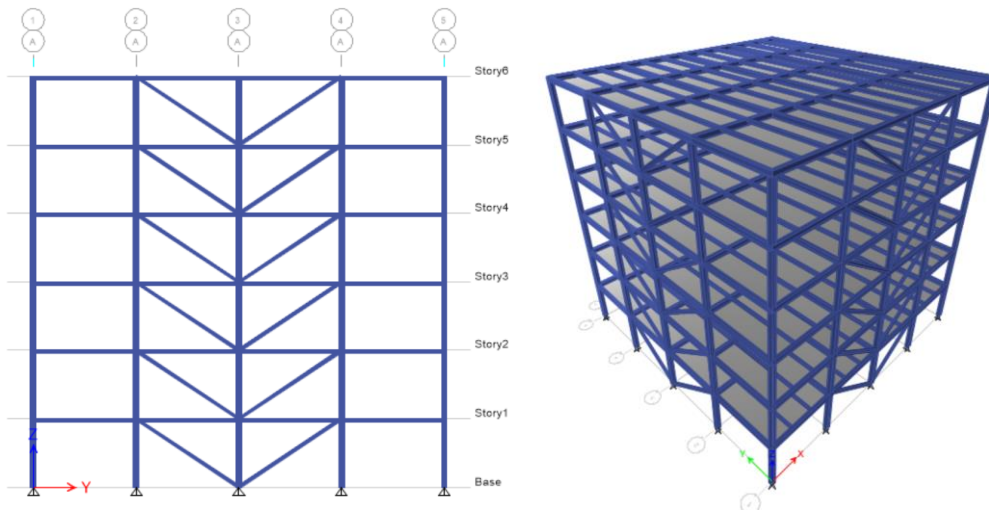 1 2 3 4 5
A A A A A
Story6
Story5
Story4
Story3
Story2
Story1
Z
Base
Y
Y
Z
X